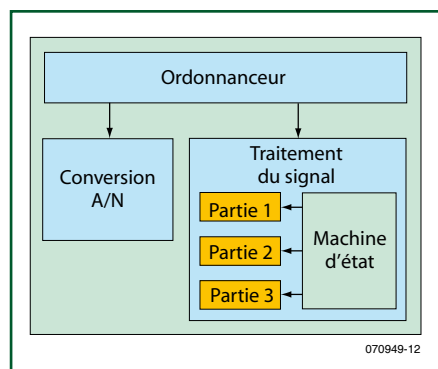 Ordonnanceur
Conversion
A/N
Traitement
du signal
Partie 1
Partie 2
Partie 3
Machine
d'état
070949-12